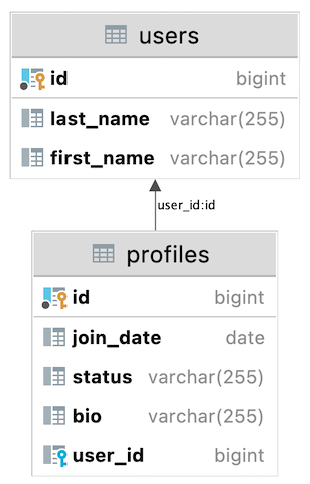 users
id bigint
last_name varchar(255)
first_name varchar(255)
user_id:id
profiles
id bigint
join_date date
status varchar(255)
bio varchar(255)
user_id bigint